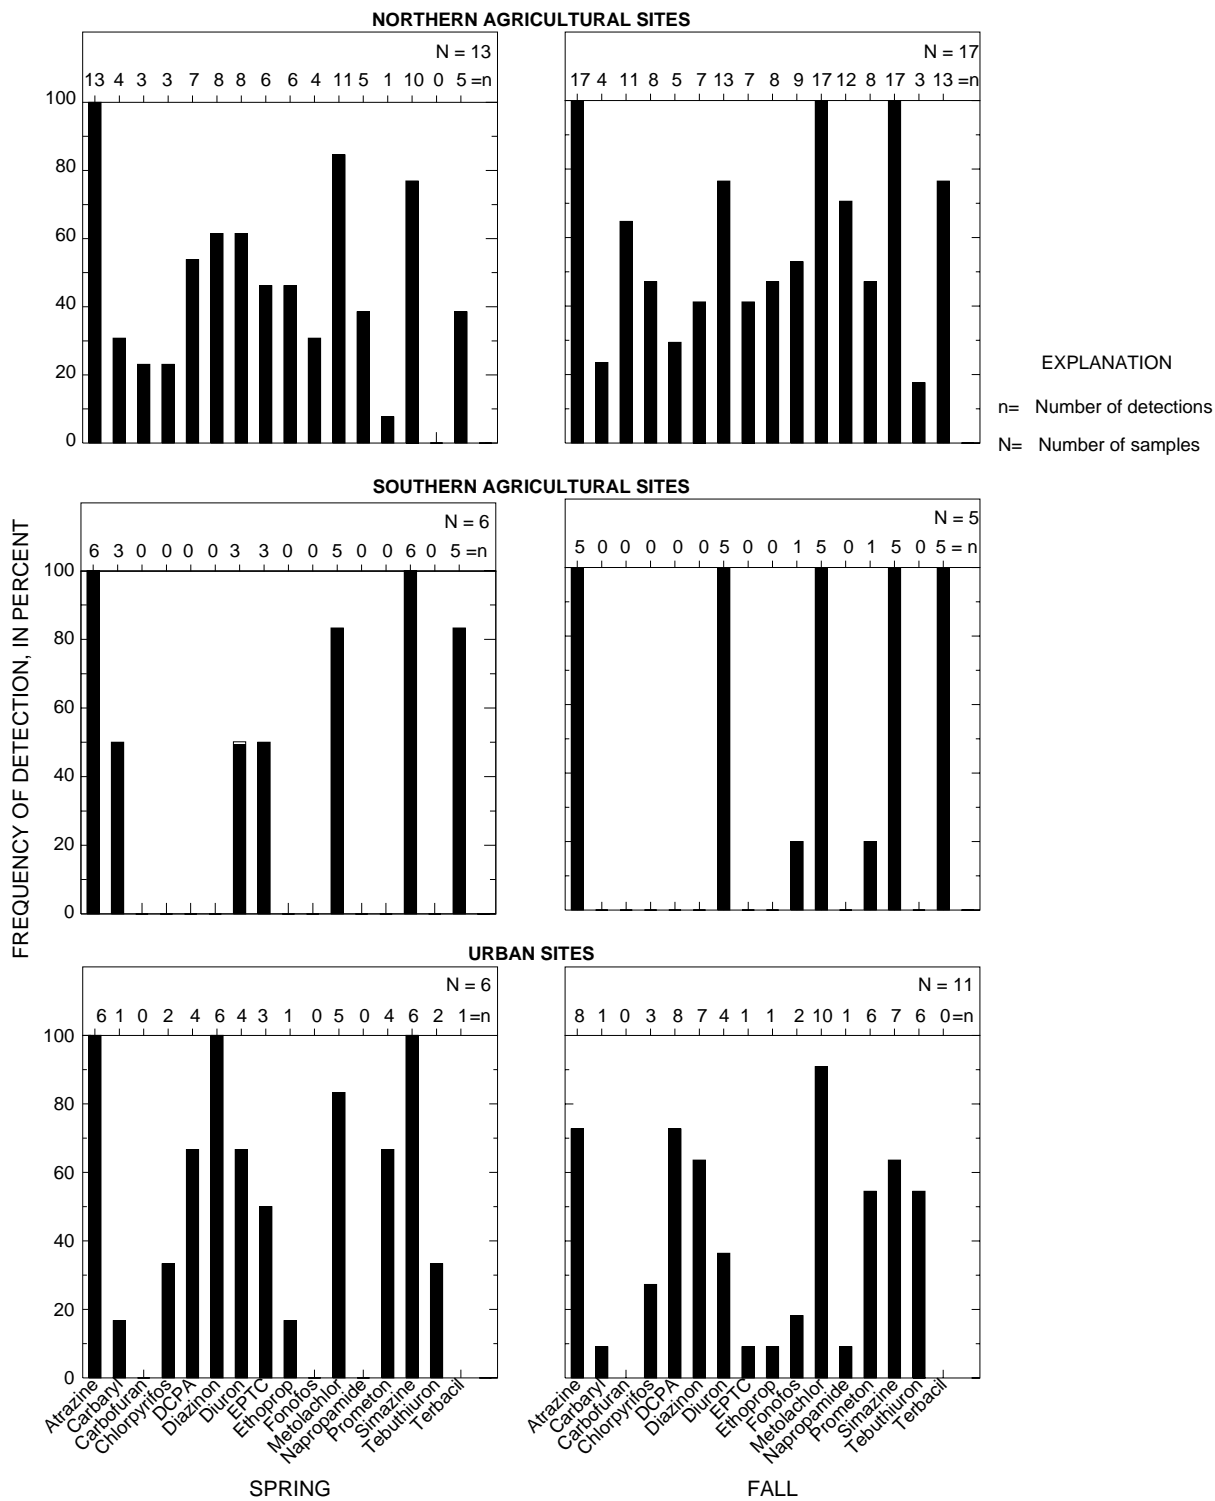 NORTHERN AGRICULTURAL SITES
N = 13
13 4 3 3 7 8 8 6 6 4 11 5 1 10 0 5 =n
100
80
60
40
20
0
N = 17
17 4 11 8 5 7 13 7 8 9 17 12 8 17 3 13 =n
EXPLANATION
n= Number of detections
N= Number of samples
SOUTHERN AGRICULTURAL SITES
FREQUENCY OF DETECTION, IN PERCENT
N = 6
6 3 0 0 0 0 3 3 0 0 5 0 0 6 0 5 =n
100
80
60
40
20
0
N = 5
5 0 0 0 0 0 5 0 0 1 5 0 1 5 0 5 = n
URBAN SITES
N = 6
6 1 0 2 4 6 4 3 1 0 5 0 4 6 2 1 =n
100
80
60
40
20
0
N = 11
8 1 0 3 8 7 4 1 1 2 10 1 6 7 6 0 =n
Atrazine
Carbaryl
Carbofuran
Chlorpyrifos
DCPA
Diazinon
Diuron
EPTC
Ethoprop
Fonofos
Metolachlor
Napropamide
Prometon
Simazine
Tebuthiuron
Terbacil
SPRING
Atrazine
Carbaryl
Carbofuran
Chlorpyrifos
DCPA
Diazinon
Diuron
EPTC
Ethoprop
Fonofos
Metolachlor
Napropamide
Prometon
Simazine
Tebuthiuron
Terbacil
FALL